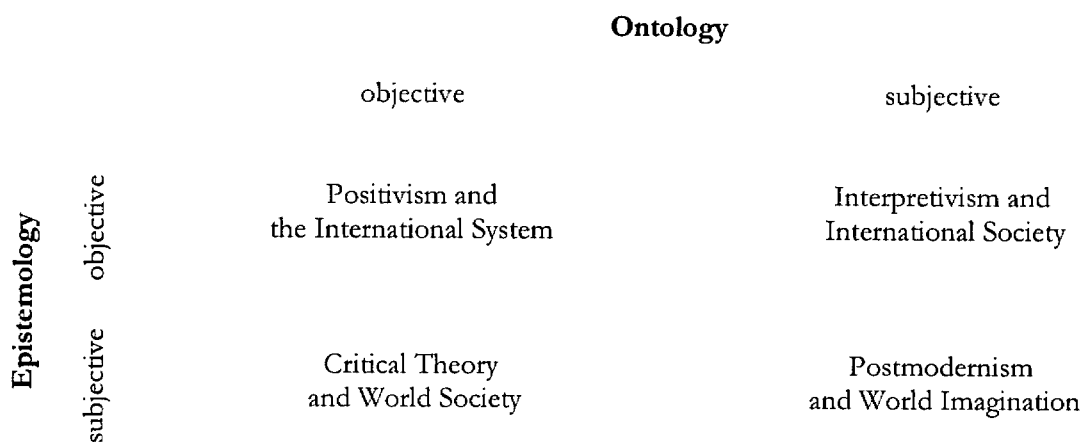 Ontology
objective
subjective
Epistemology
objective
Positivism and
the International System
Interpretivism and
International Society
subjective
Critical Theory
and World Society
Postmodernism
and World Imagination